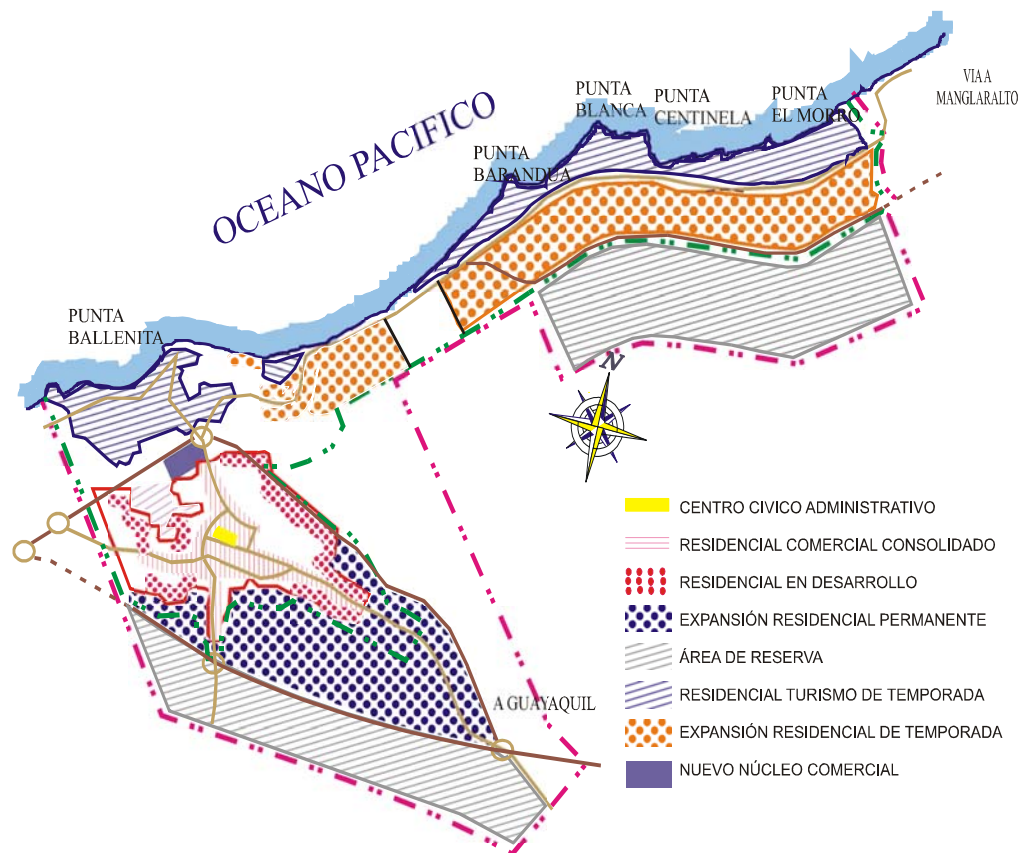 OCEANO PACIFICO
PUNTA
BALLENITA
PUNTA
BARANDUA
PUNTA
BLANCA
PUNTA
CENTINELA
PUNTA
EL MORRO
VIA A
MANGLARALTO
N
A GUAYAQUIL
CENTRO CIVICO ADMINISTRATIVO
RESIDENCIAL COMERCIAL CONSOLIDADO
RESIDENCIAL EN DESARROLLO
EXPANSIÓN RESIDENCIAL PERMANENTE
ÁREA DE RESERVA
RESIDENCIAL TURISMO DE TEMPORADA
EXPANSIÓN RESIDENCIAL DE TEMPORADA
NUEVO NÚCLEO COMERCIAL